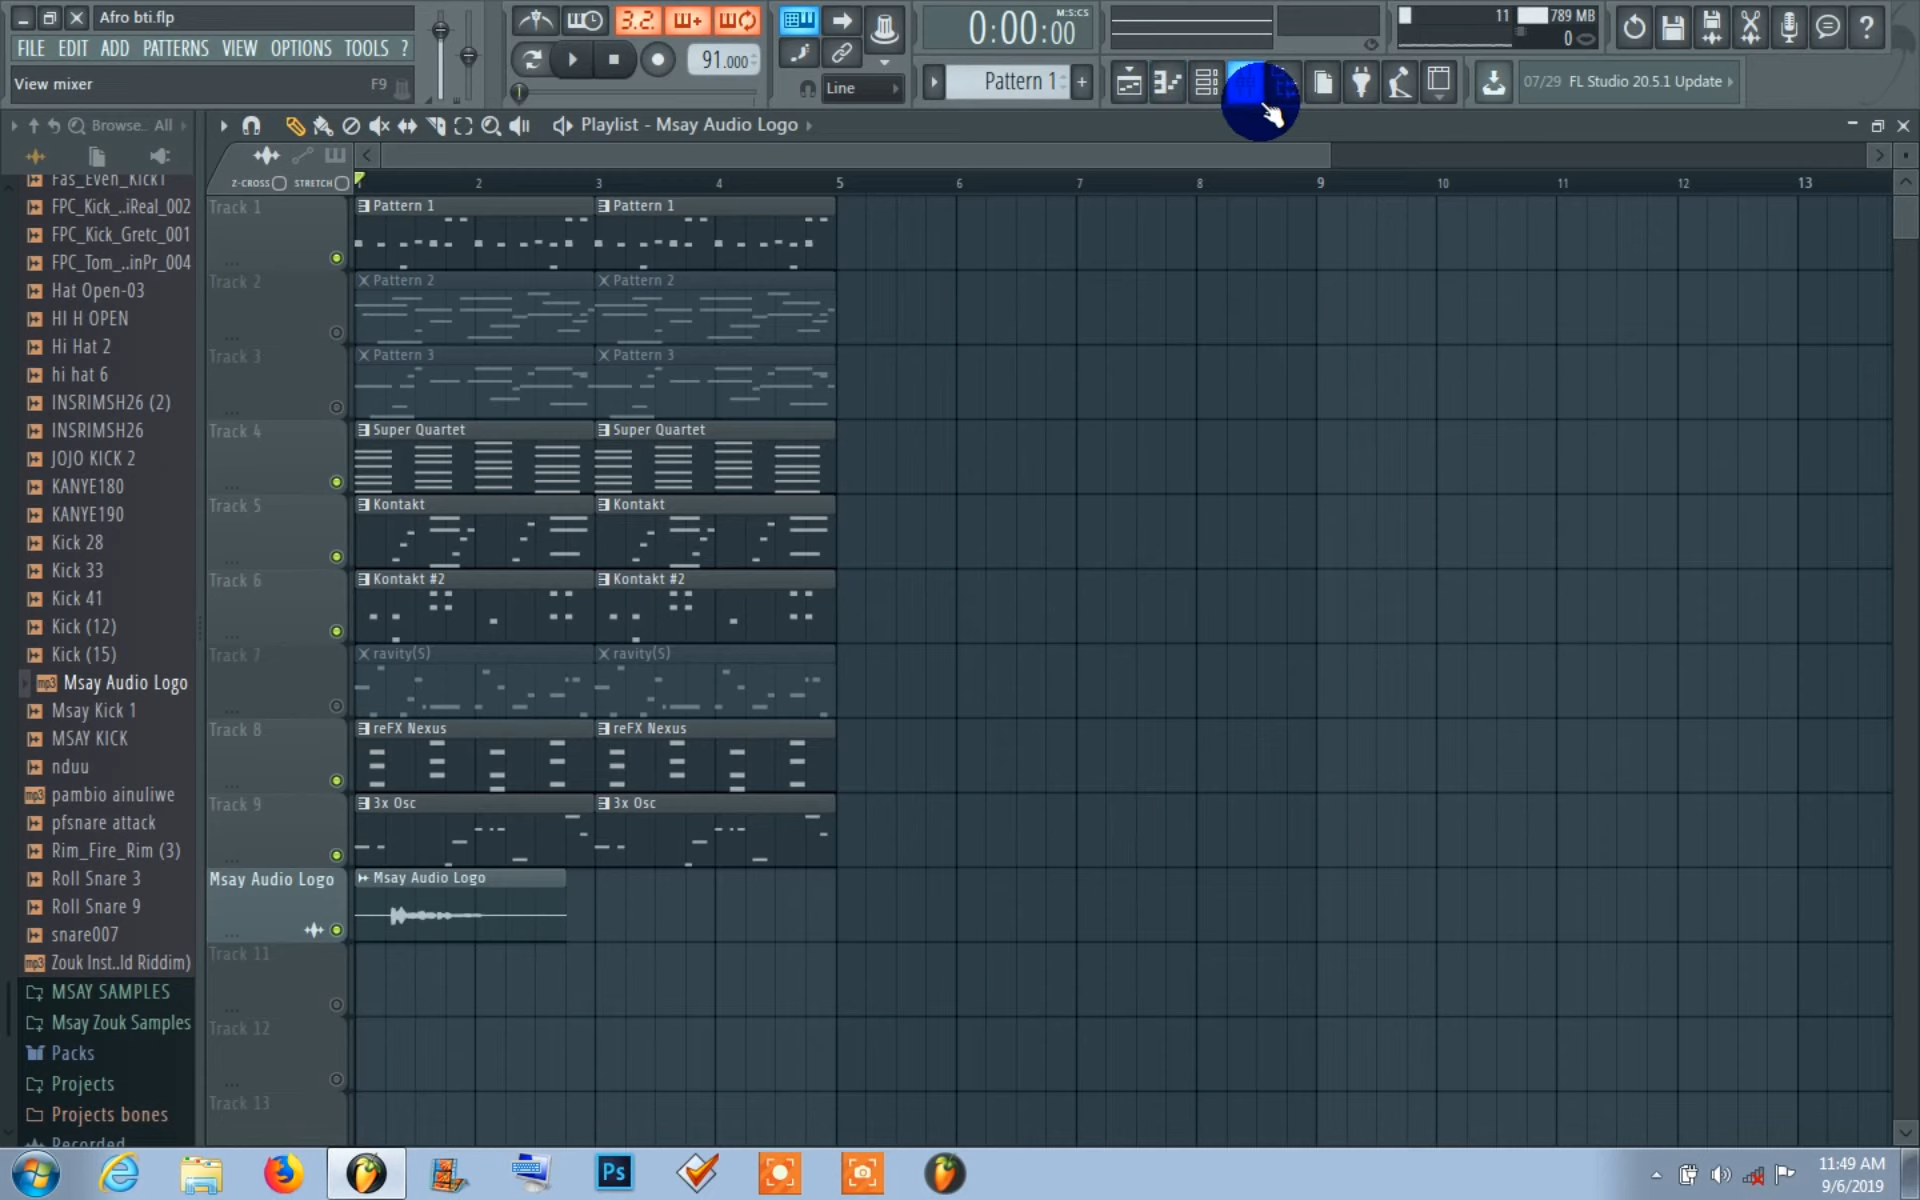 Afro bti.flp
FILE EDIT ADD PATTERNS VIEW OPTIONS TOOLS ?
View mixer F9
3.2.
91.000
Line
0:00:00
M:S:CS
Pattern 1
11
789 MB
0
07/29 FL Studio 20.5.1 Update
Browse.. All
Playlist - Msay Audio Logo
Z-CROSS STRETCH
2 3 4 5 6 7 8 9 10 11 12 13
Fas_Even_Kick1
FPC_Kick_..iReal_002
FPC_Kick_Gretc_001
FPC_Tom_..inPr_004
Hat Open-03
HI H OPEN
Hi Hat 2
hi hat 6
INSRIMSH26 (2)
INSRIMSH26
JOJO KICK 2
KANYE180
KANYE190
Kick 28
Kick 33
Kick 41
Kick (12)
Kick (15)
Msay Audio Logo
Msay Kick 1
MSAY KICK
nduu
pambio ainuliwe
pfsnare attack
Rim_Fire_Rim (3)
Roll Snare 3
Roll Snare 9
snare007
Zouk Inst..ld Riddim)
MSAY SAMPLES
Msay Zouk Samples
Packs
Projects
Projects bones
Recorded
Track 1
Pattern 1 Pattern 1
Track 2
Pattern 2 Pattern 2
Track 3
Pattern 3 Pattern 3
Track 4
Super Quartet Super Quartet
Track 5
Kontakt Kontakt
Track 6
Kontakt #2 Kontakt #2
Track 7
ravity(S) ravity(S)
Track 8
reFX Nexus reFX Nexus
Track 9
3x Osc 3x Osc
Msay Audio Logo
Msay Audio Logo
Track 11
Track 12
Track 13
Ps
11:49 AM
9/6/2019